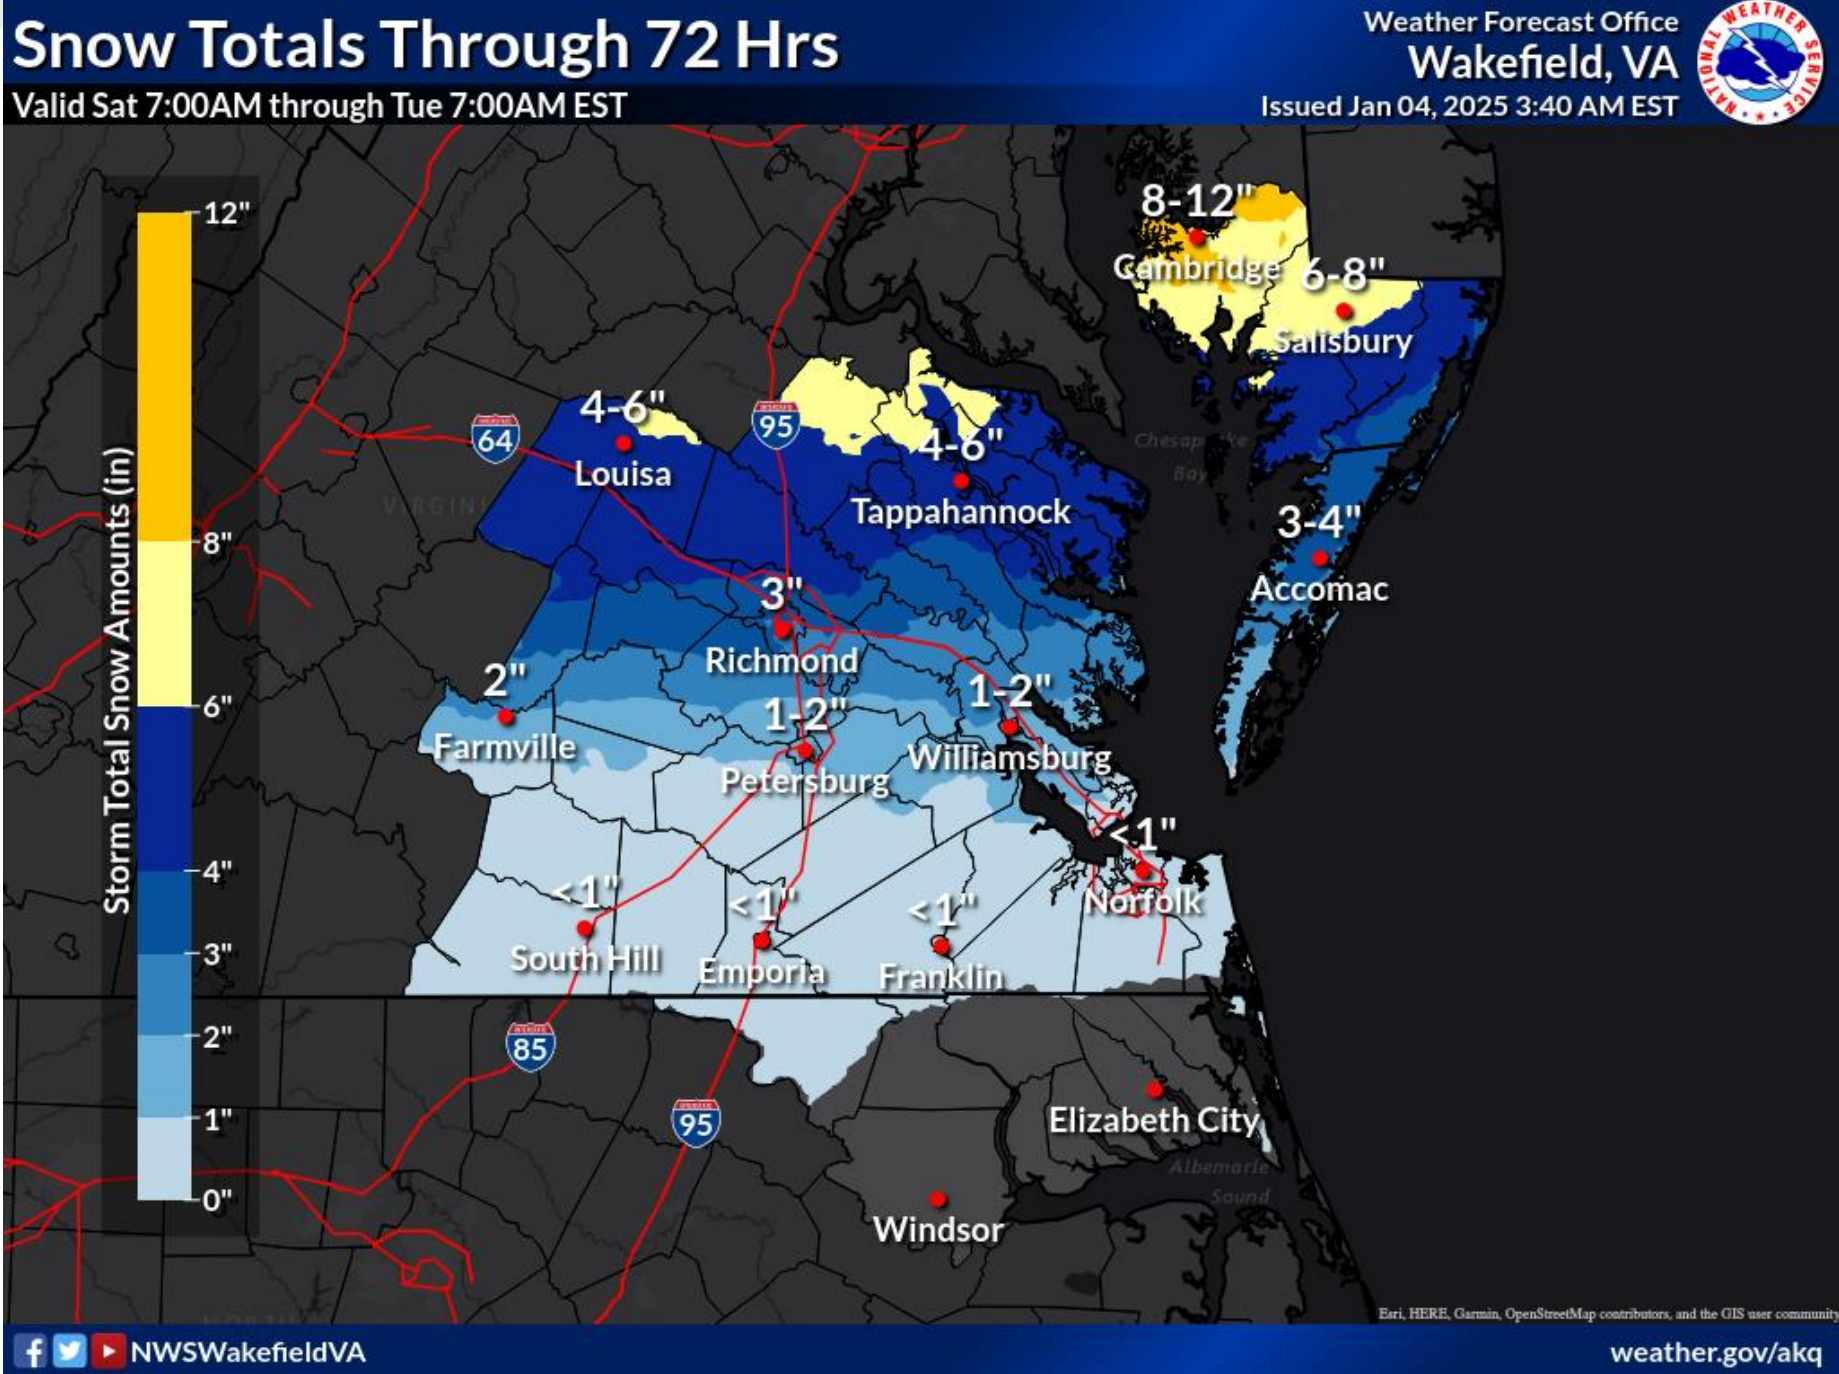 Snow Totals Through 72 Hrs
Valid Sat 7:00AM through Tue 7:00AM EST
Weather Forecast Office
Wakefield, VA
Issued Jan 04, 2025 3:40 AM EST
NATIONAL WEATHER SERVICE
Storm Total Snow Amounts (in)
12"
8"
6"
4"
3"
2"
1"
0"
8-12"
Cambridge
6-8"
Salisbury
4-6"
Louisa
64
95
4-6"
Tappahannock
Chesapeake
Bay
3-4"
Accomac
3"
Richmond
2"
Farmville
1-2"
Petersburg
1-2"
Williamsburg
<1"
Norfolk
<1"
South Hill
<1"
Emporia
<1"
Franklin
85
95
Elizabeth City
Albemarle
Sound
Windsor
Esri, HERE, Garmin, OpenStreetMap contributors, and the GIS user community
NWSWakefieldVA
weather.gov/akq